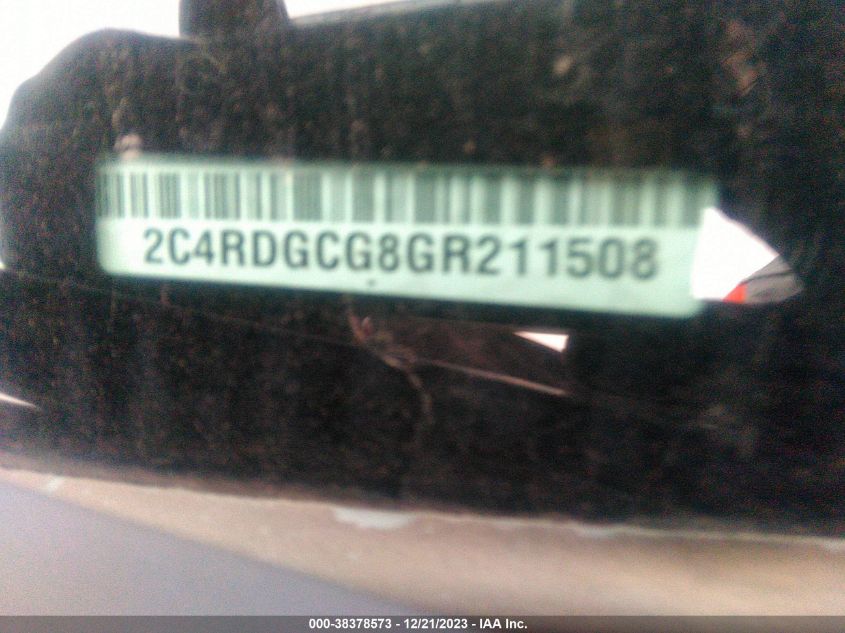 2C4RDGCG8GR211508
000-38378573 - 12/21/2023 - IAA Inc.